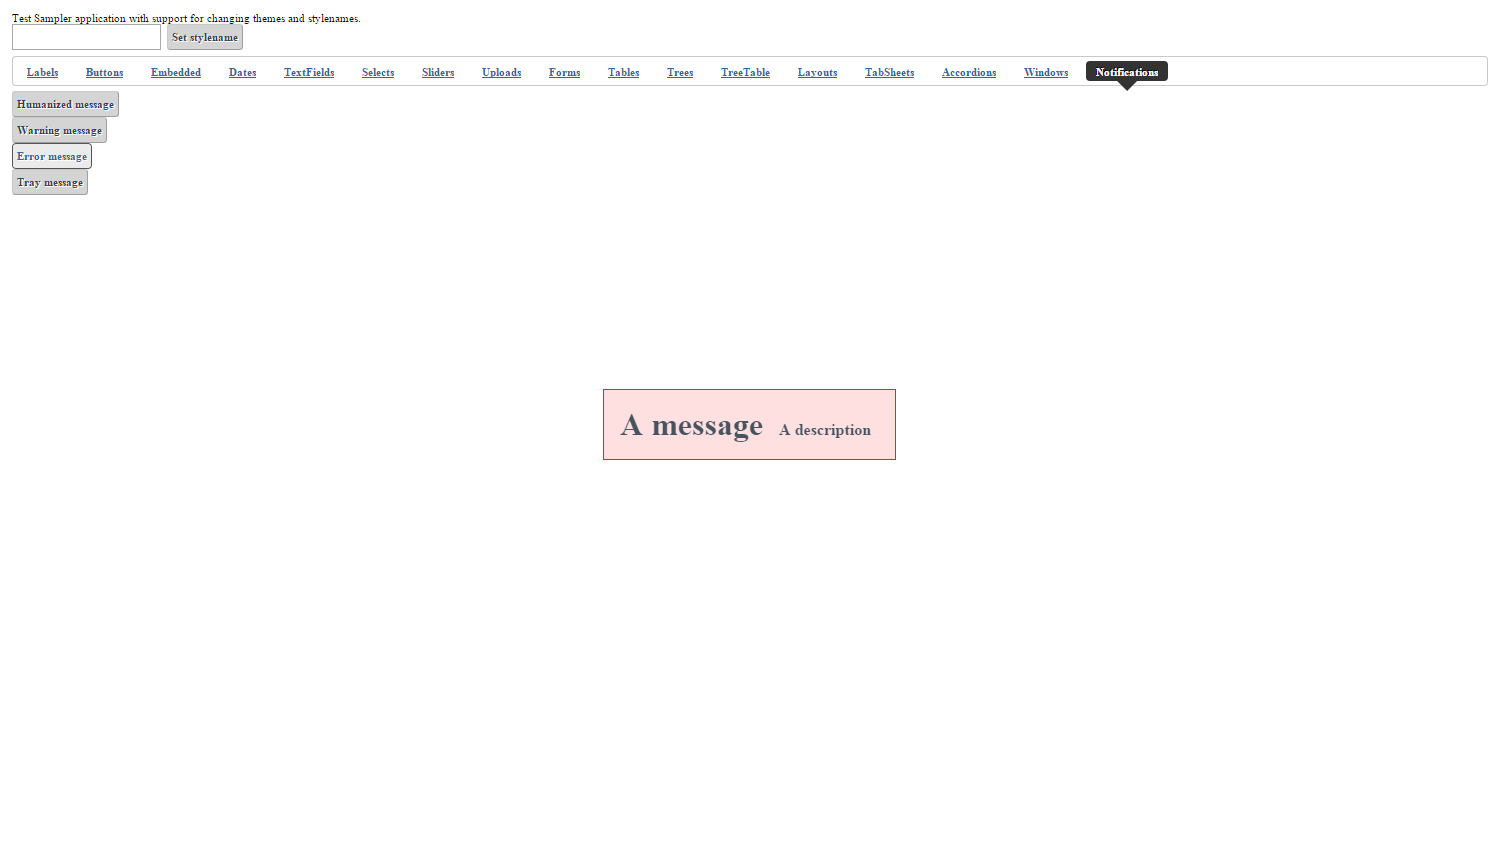 Test Sampler application with support for changing themes and stylenames.
Set stylename
Labels Buttons Embedded Dates TextFields Selects Sliders Uploads Forms Tables Trees TreeTable Layouts TabSheets Accordions Windows Notifications
Humanized message
Warning message
Error message
Tray message
A message A description